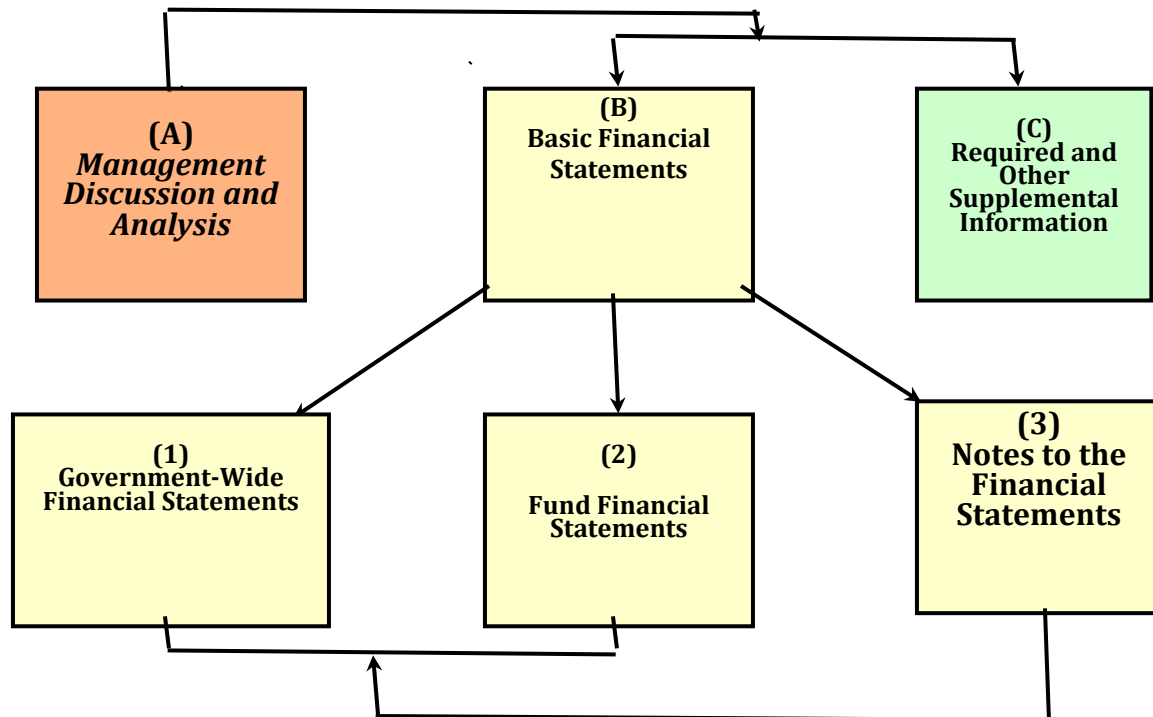 (A)
Management
Discussion and
Analysis
(B)
Basic Financial
Statements
(C)
Required and
Other
Supplemental
Information
(1)
Government-Wide
Financial Statements
(2)
Fund Financial
Statements
(3)
Notes to the
Financial
Statements